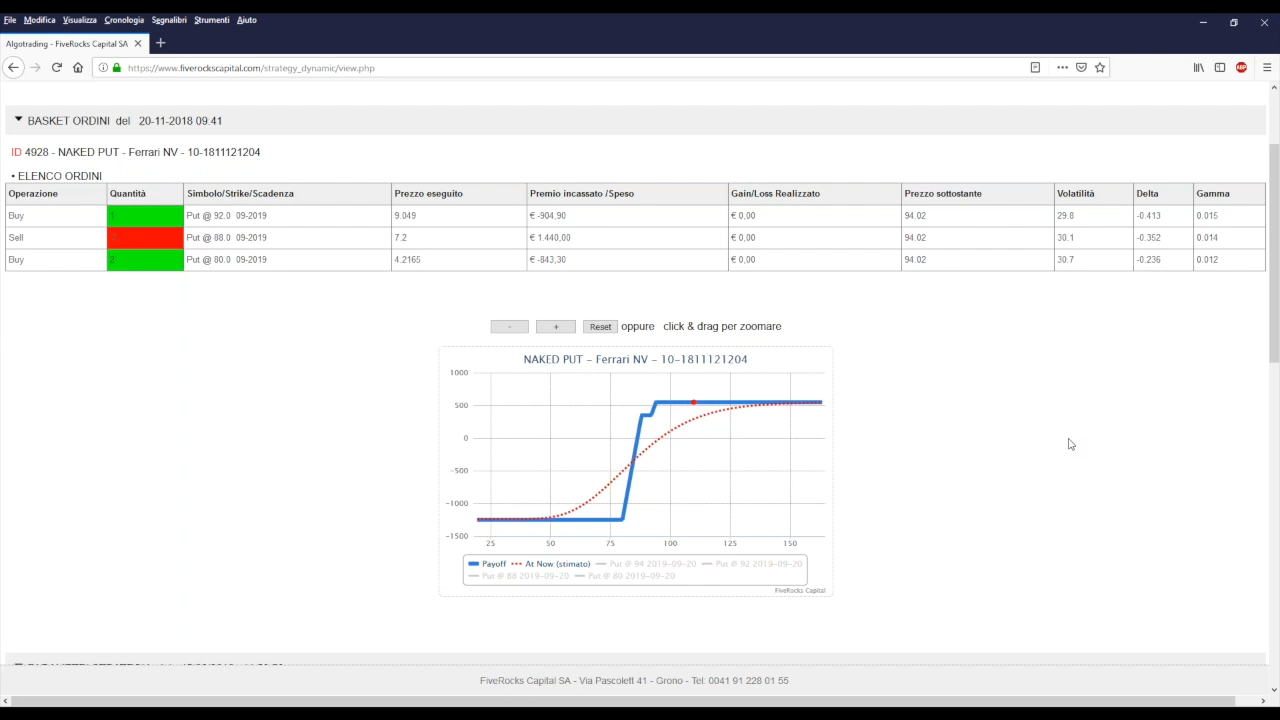 File Modifica Visualizza Cronologia Segnalibri Strumenti Aiuto
Algotrading - FiveRocks Capital SA
https://www.fiverockscapital.com/strategy_dynamic/view.php
ABP
BASKET ORDINI del 20-11-2018 09.41
ID 4928 - NAKED PUT - Ferrari NV - 10-1811121204
• ELENCO ORDINI
Operazione Quantità Simbolo/Strike/Scadenza Prezzo eseguito Premio incassato /Speso Gain/Loss Realizzato Prezzo sottostante Volatilità Delta Gamma
Buy 1 Put @ 92.0 09-2019 9.049 € -904,90 € 0,00 94.02 29.8 -0.413 0.015
Sell Put @ 88.0 09-2019 7.2 € 1.440,00 € 0,00 94.02 30.1 -0.352 0.014
Buy 2 Put @ 80.0 09-2019 4.2165 € -843,30 € 0,00 94.02 30.7 -0.236 0.012
- + Reset oppure click & drag per zoomare
NAKED PUT - Ferrari NV - 10-1811121204
1000
500
0
-500
-1000
-1500
25 50 75 100 125 150
Payoff At Now (stimato) Put @ 94 2019-09-20 Put @ 92 2019-09-20
Put @ 88 2019-09-20 Put @ 80 2019-09-20
FiveRocks Capital
FiveRocks Capital SA - Via Pascolett 41 - Grono - Tel: 0041 91 228 01 55